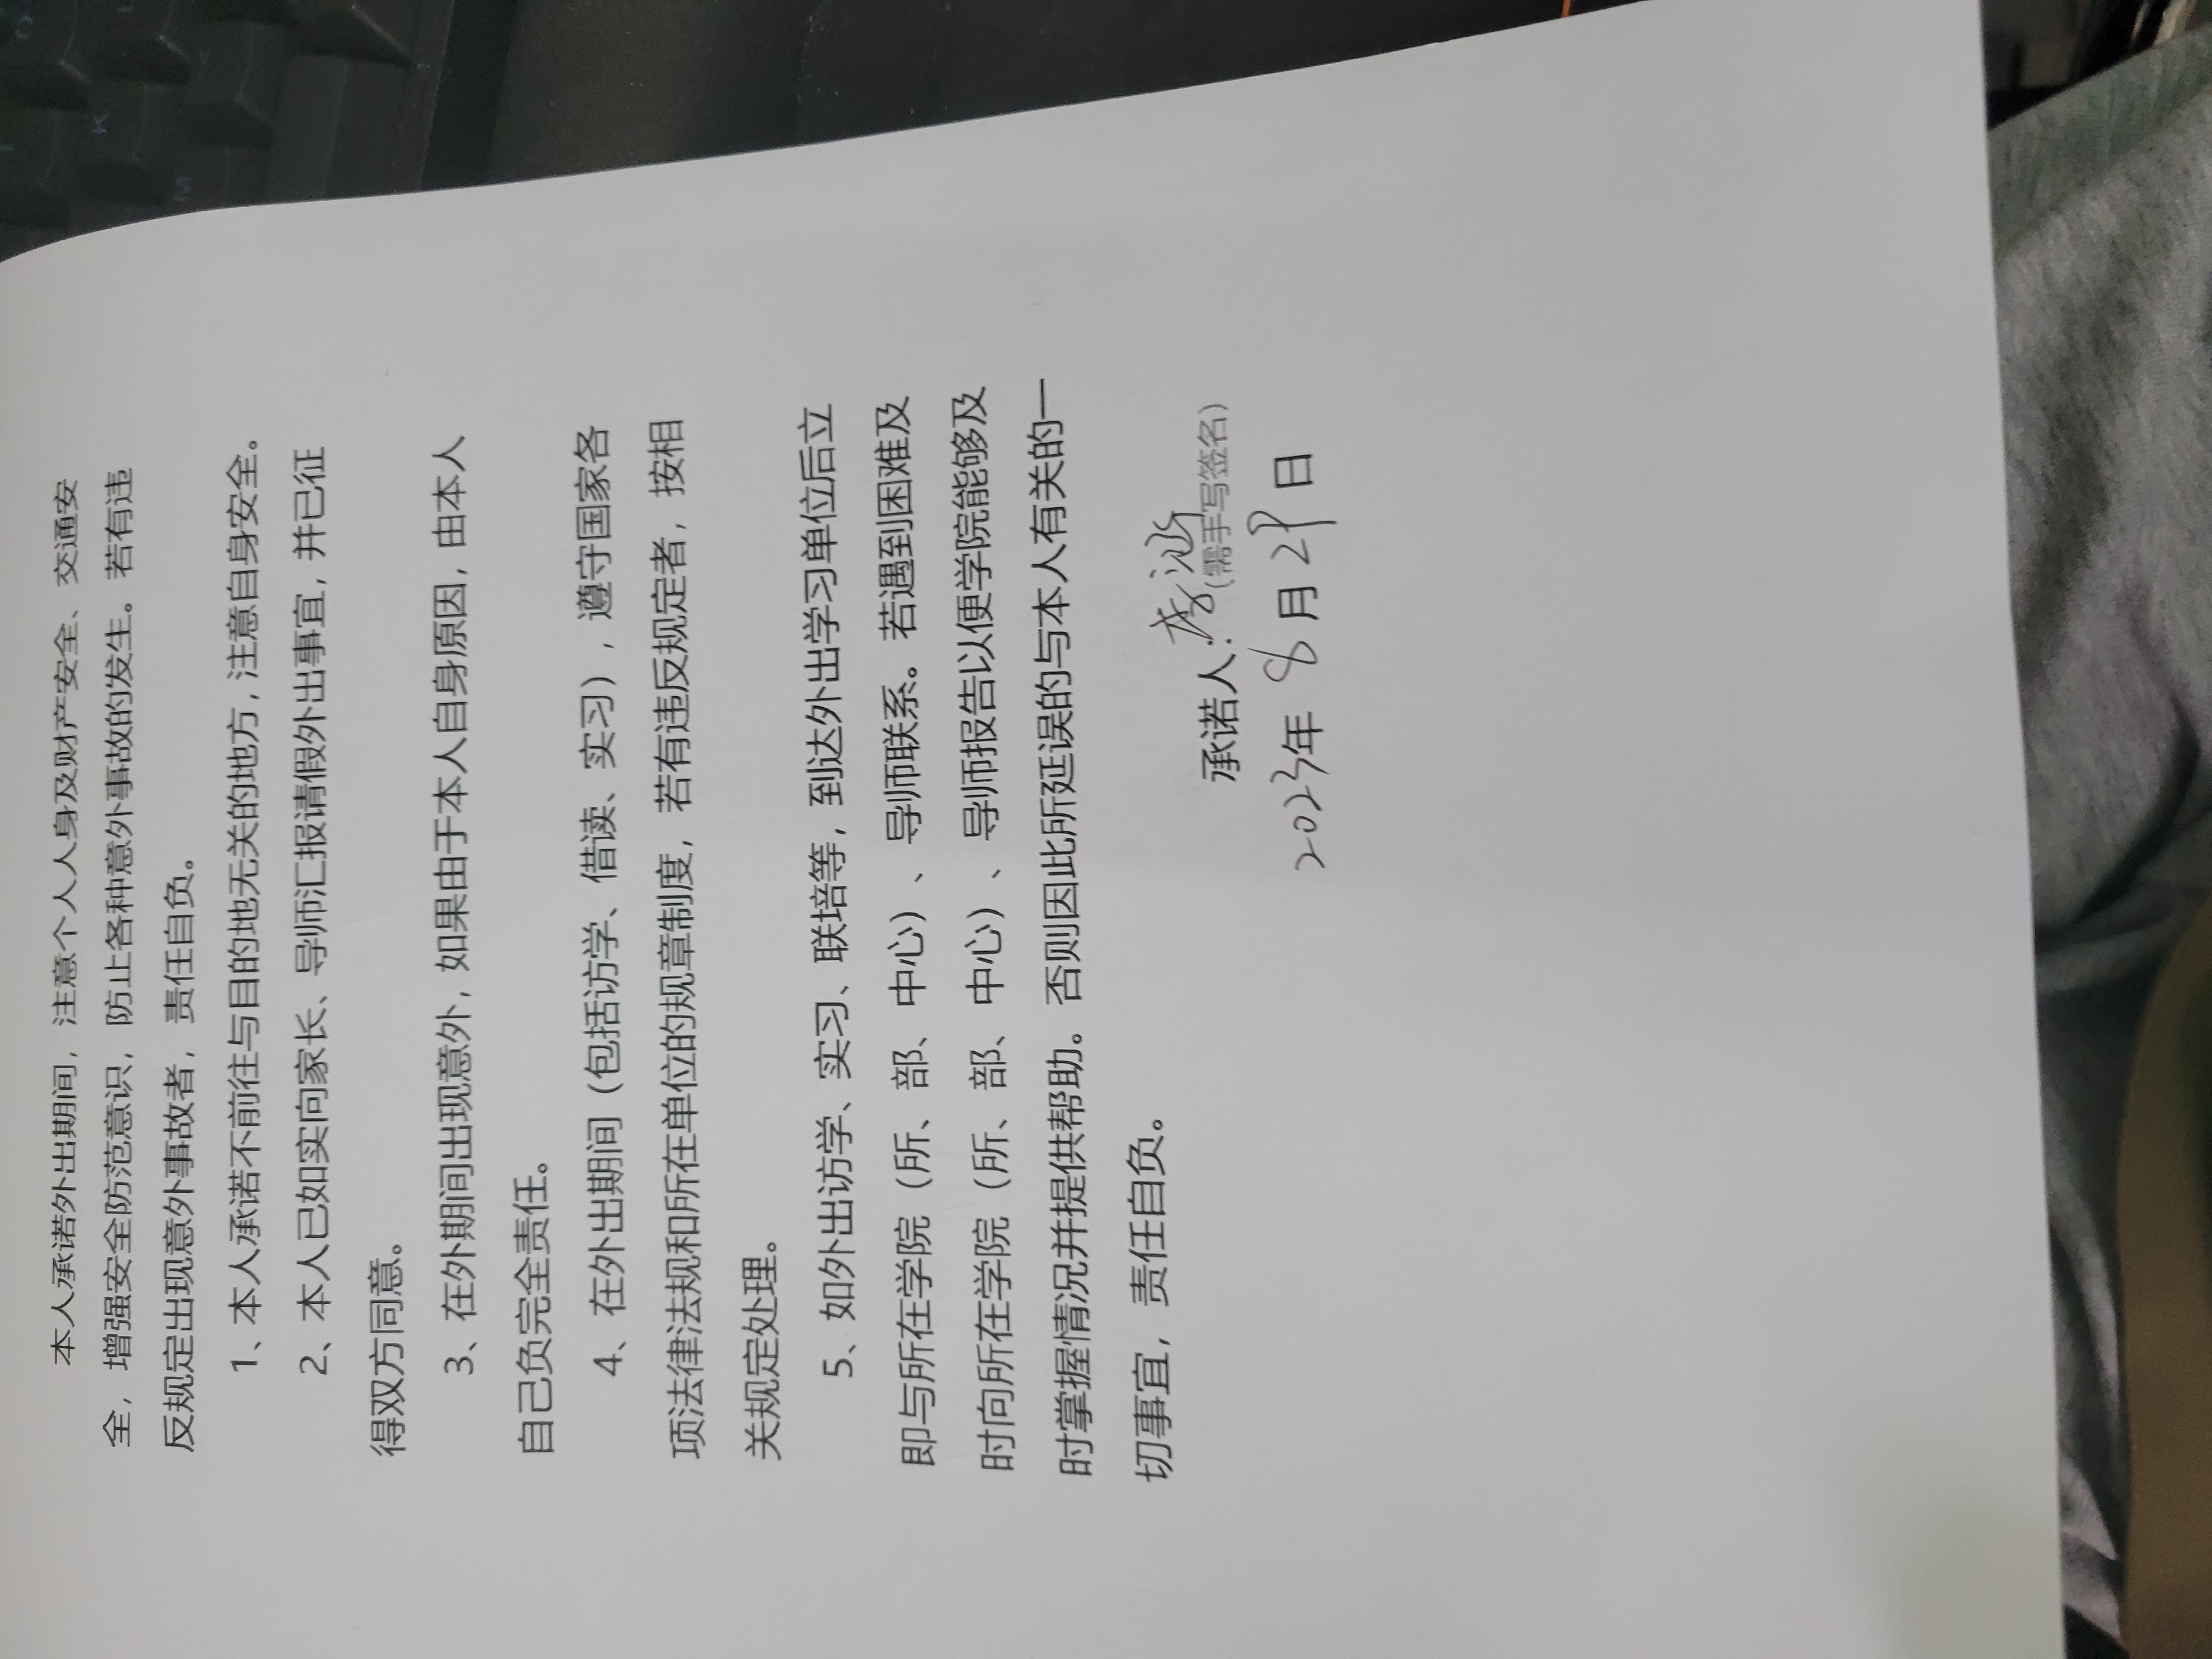 本人承诺外出期间，注意个人人身及财产安全、交通安
全，增强安全防范意识，防止各种意外事故的发生。若有违
反规定出现意外事故者，责任自负。
1、本人承诺不前往与目的地无关的地方，注意自身安全。
2、本人已如实向家长、导师汇报请假外出事宜，并已征
得双方同意。
3、在外期间出现意外，如果由于本人自身原因，由本人
自己负完全责任。
4、在外出期间（包括访学、借读、实习），遵守国家各
项法律法规和所在单位的规章制度，若有违反规定者，按相
关规定处理。
5、如外出访学、实习、联培等，到达外出学习单位后立
即与所在学院（所、部、中心）、导师联系。若遇到困难及
时向所在学院（所、部、中心）、导师报告以便学院能够及
时掌握情况并提供帮助。否则因此所延误的与本人有关的一
切事宜，责任自负。
承诺人：李涵（需手写签名）
2023年 8月29日